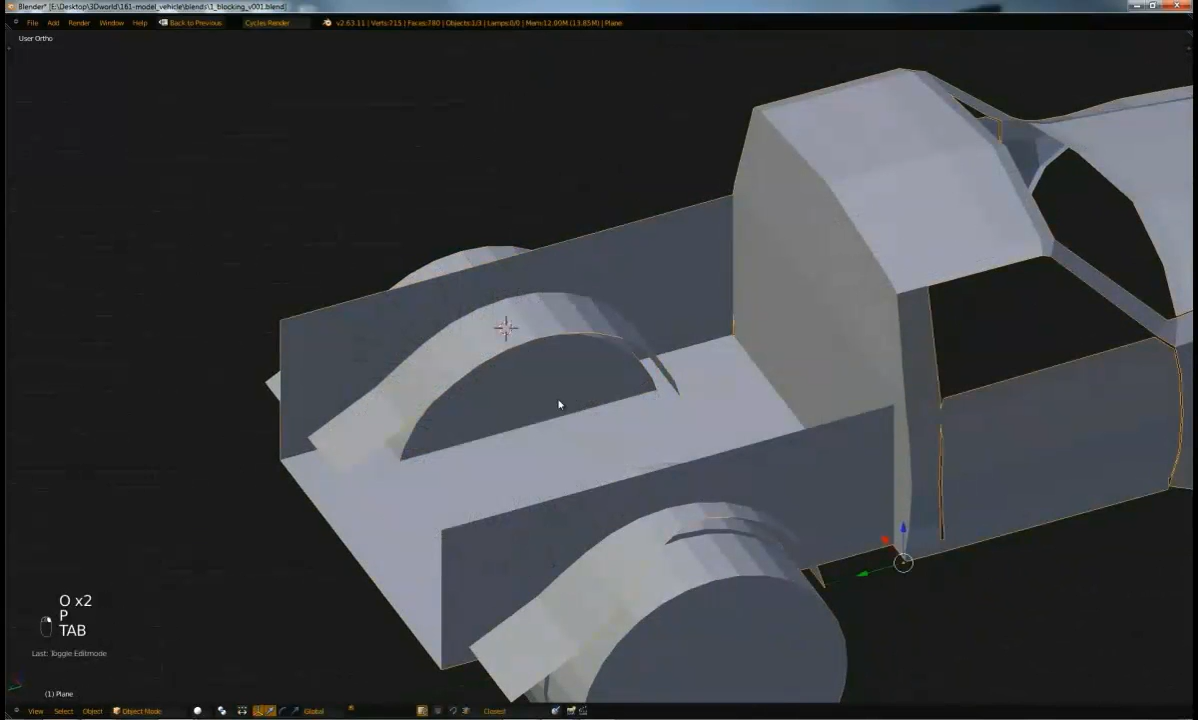 Blender* [E:\Desktop\3Dworld\161-model_vehicle\blends\1_blocking_v001.blend]
File Add Render Window Help Back to Previous Cycles Render v2.63.11 | Verts:715 | Faces:780 | Objects:1/3 | Lamps:0/0 | Mem:12.00M (13.85M) | Plane
User Ortho
O x2
P
TAB
Last: Toggle Editmode
(1) Plane
View Select Object Object Mode Global Closest